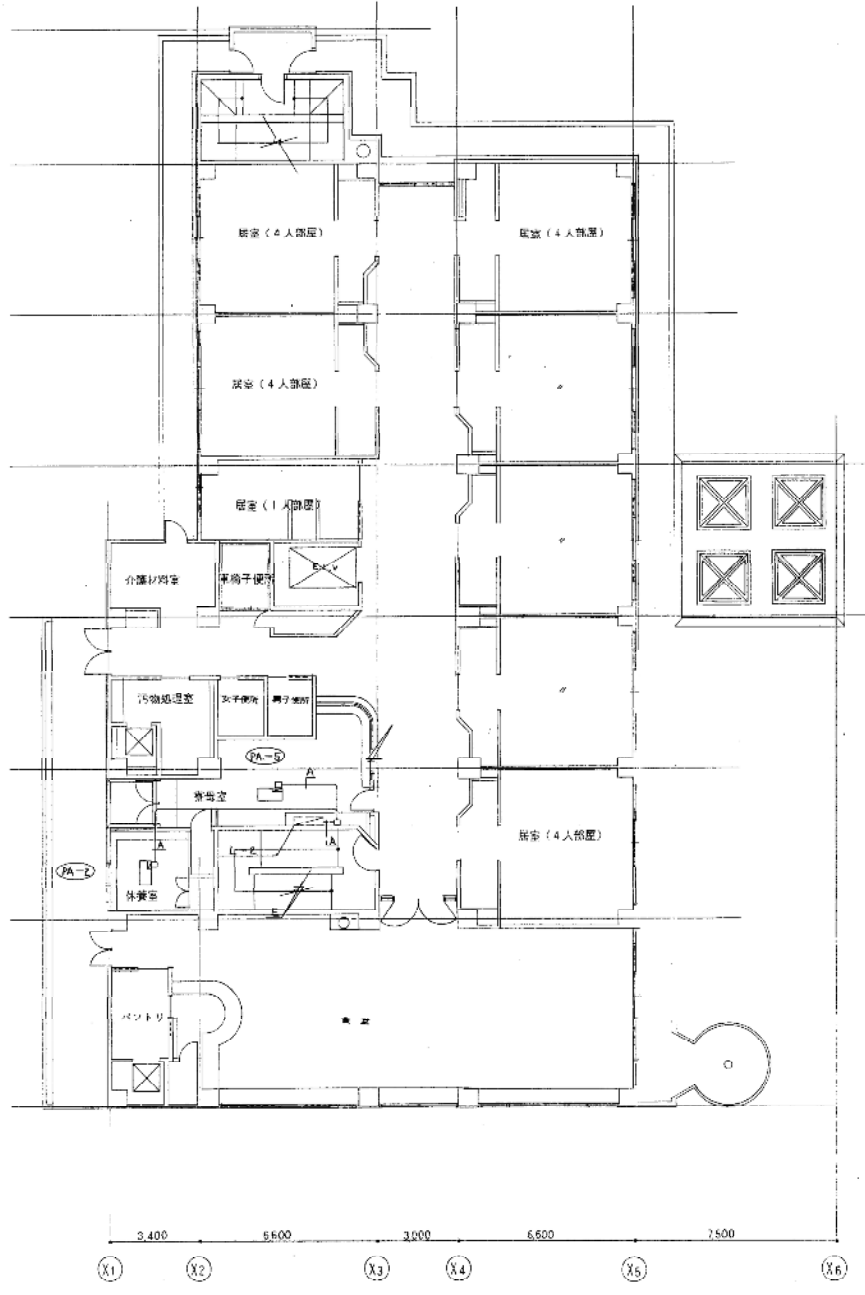 居室（４人部屋）
居室（４人部屋）
居室（４人部屋）
〃
居室（１人部屋）
〃
介護材料室
車椅子便所
E.L.V
汚物処理室
女子便所
男子便所
〃
PA-5
A
寮母室
居室（４人部屋）
A
A
PA-2
休養室
E
パントリ
3,400
6,600
3,000
6,600
7,500
X1
X2
X3
X4
X5
X6